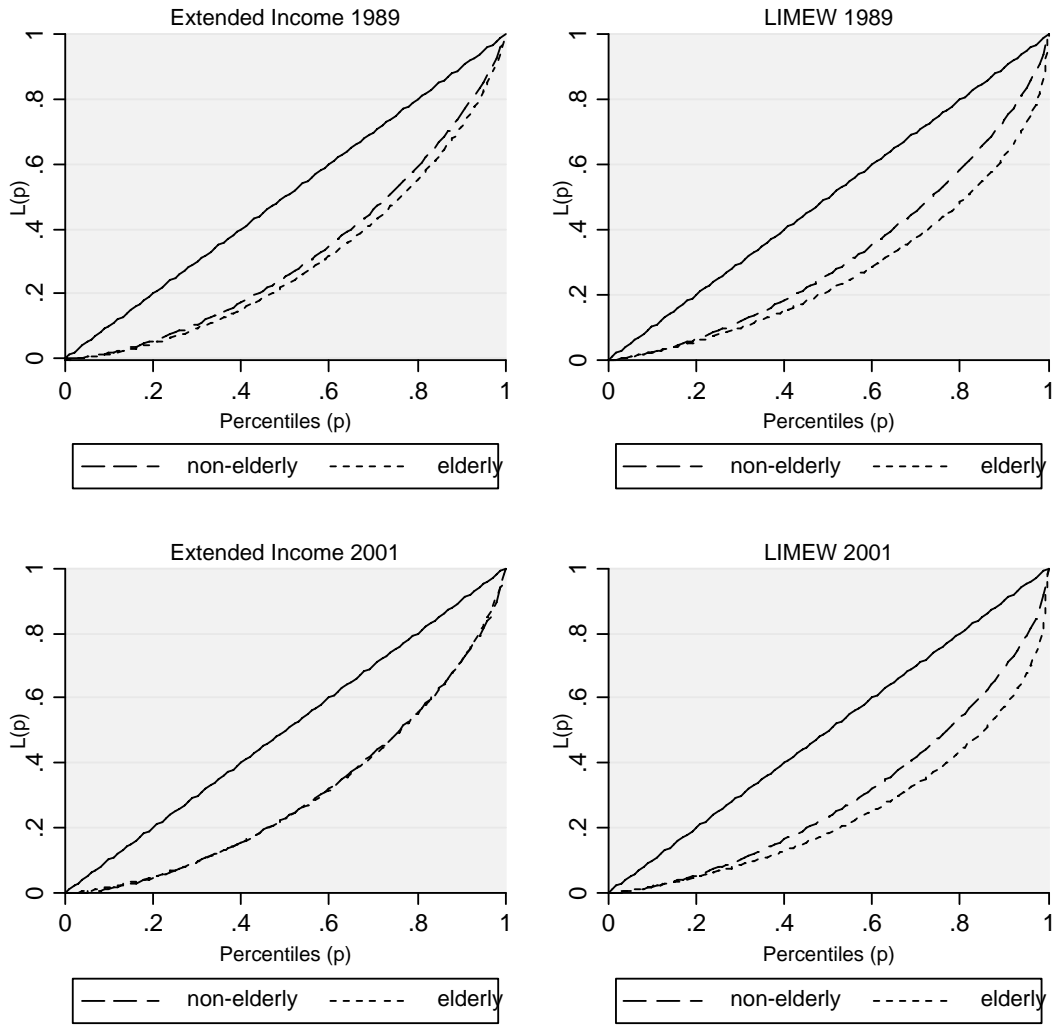 Extended Income 1989
L(p)
1
.8
.6
.4
.2
0
0 .2 .4 .6 .8 1
Percentiles (p)
non-elderly elderly
LIMEW 1989
L(p)
1
.8
.6
.4
.2
0
0 .2 .4 .6 .8 1
Percentiles (p)
non-elderly elderly
Extended Income 2001
L(p)
1
.8
.6
.4
.2
0
0 .2 .4 .6 .8 1
Percentiles (p)
non-elderly elderly
LIMEW 2001
L(p)
1
.8
.6
.4
.2
0
0 .2 .4 .6 .8 1
Percentiles (p)
non-elderly elderly